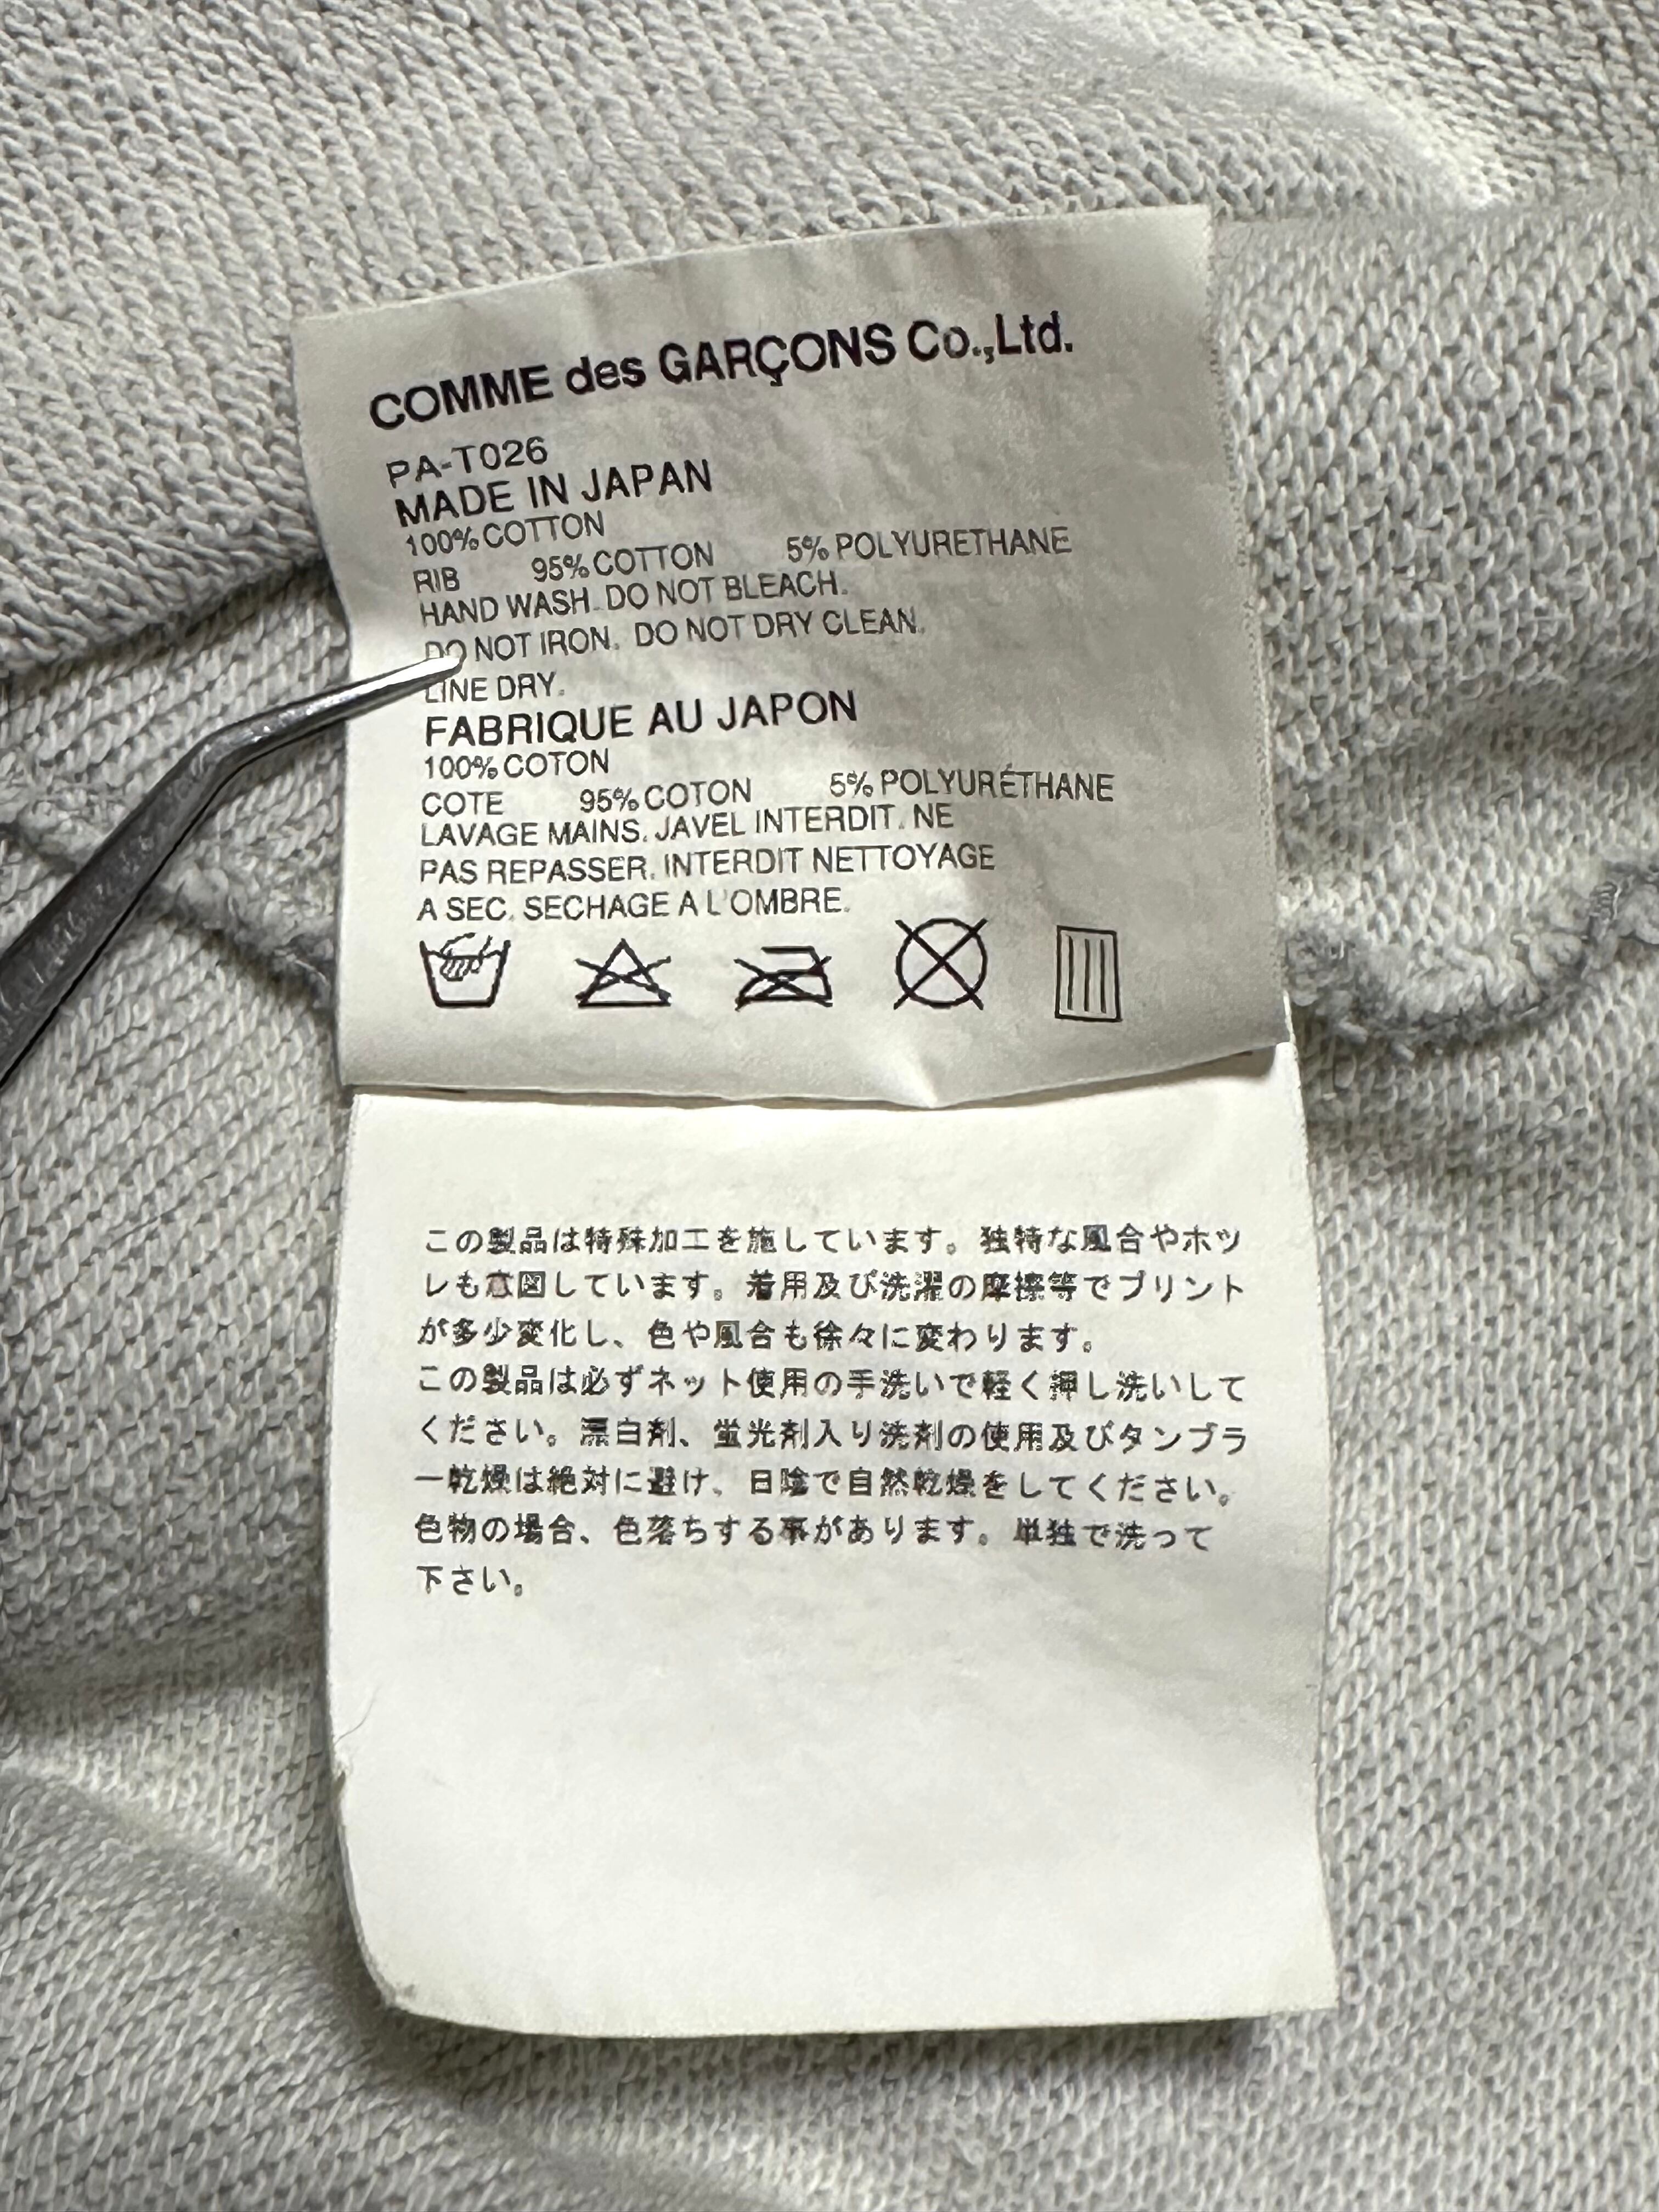 COMME des GARÇONS Co.,Ltd.
PA-T026
MADE IN JAPAN
100% COTTON
RIB 95% COTTON 5% POLYURETHANE
HAND WASH. DO NOT BLEACH.
DO NOT IRON. DO NOT DRY CLEAN.
LINE DRY.
FABRIQUE AU JAPON
100% COTON
COTE 95% COTON 5% POLYURÉTHANE
LAVAGE MAINS. JAVEL INTERDIT. NE
PAS REPASSER. INTERDIT NETTOYAGE
A SEC. SECHAGE A L'OMBRE.
この製品は特殊加工を施しています。独特な風合やホツ
レも意図しています。着用及び洗濯の摩擦等でプリント
が多少変化し、色や風合も徐々に変わります。
この製品は必ずネット使用の手洗いで軽く押し洗いして
ください。漂白剤、蛍光剤入り洗剤の使用及びタンブラ
ー乾燥は絶対に避け、日陰で自然乾燥をしてください。
色物の場合、色落ちする事があります。単独で洗って
下さい。